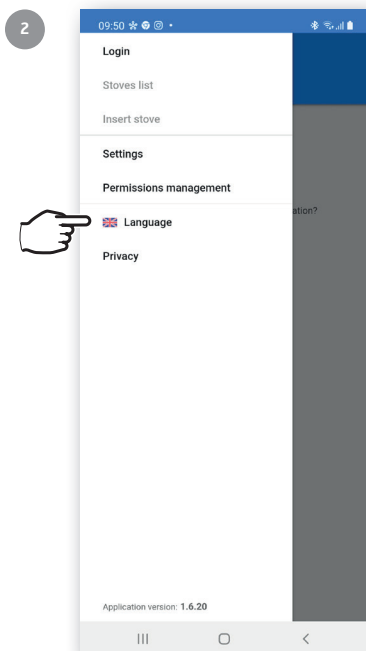 2
09:50
Login
Stoves list
Insert stove
Settings
Permissions management
ation?
Language
Privacy
Application version: 1.6.20